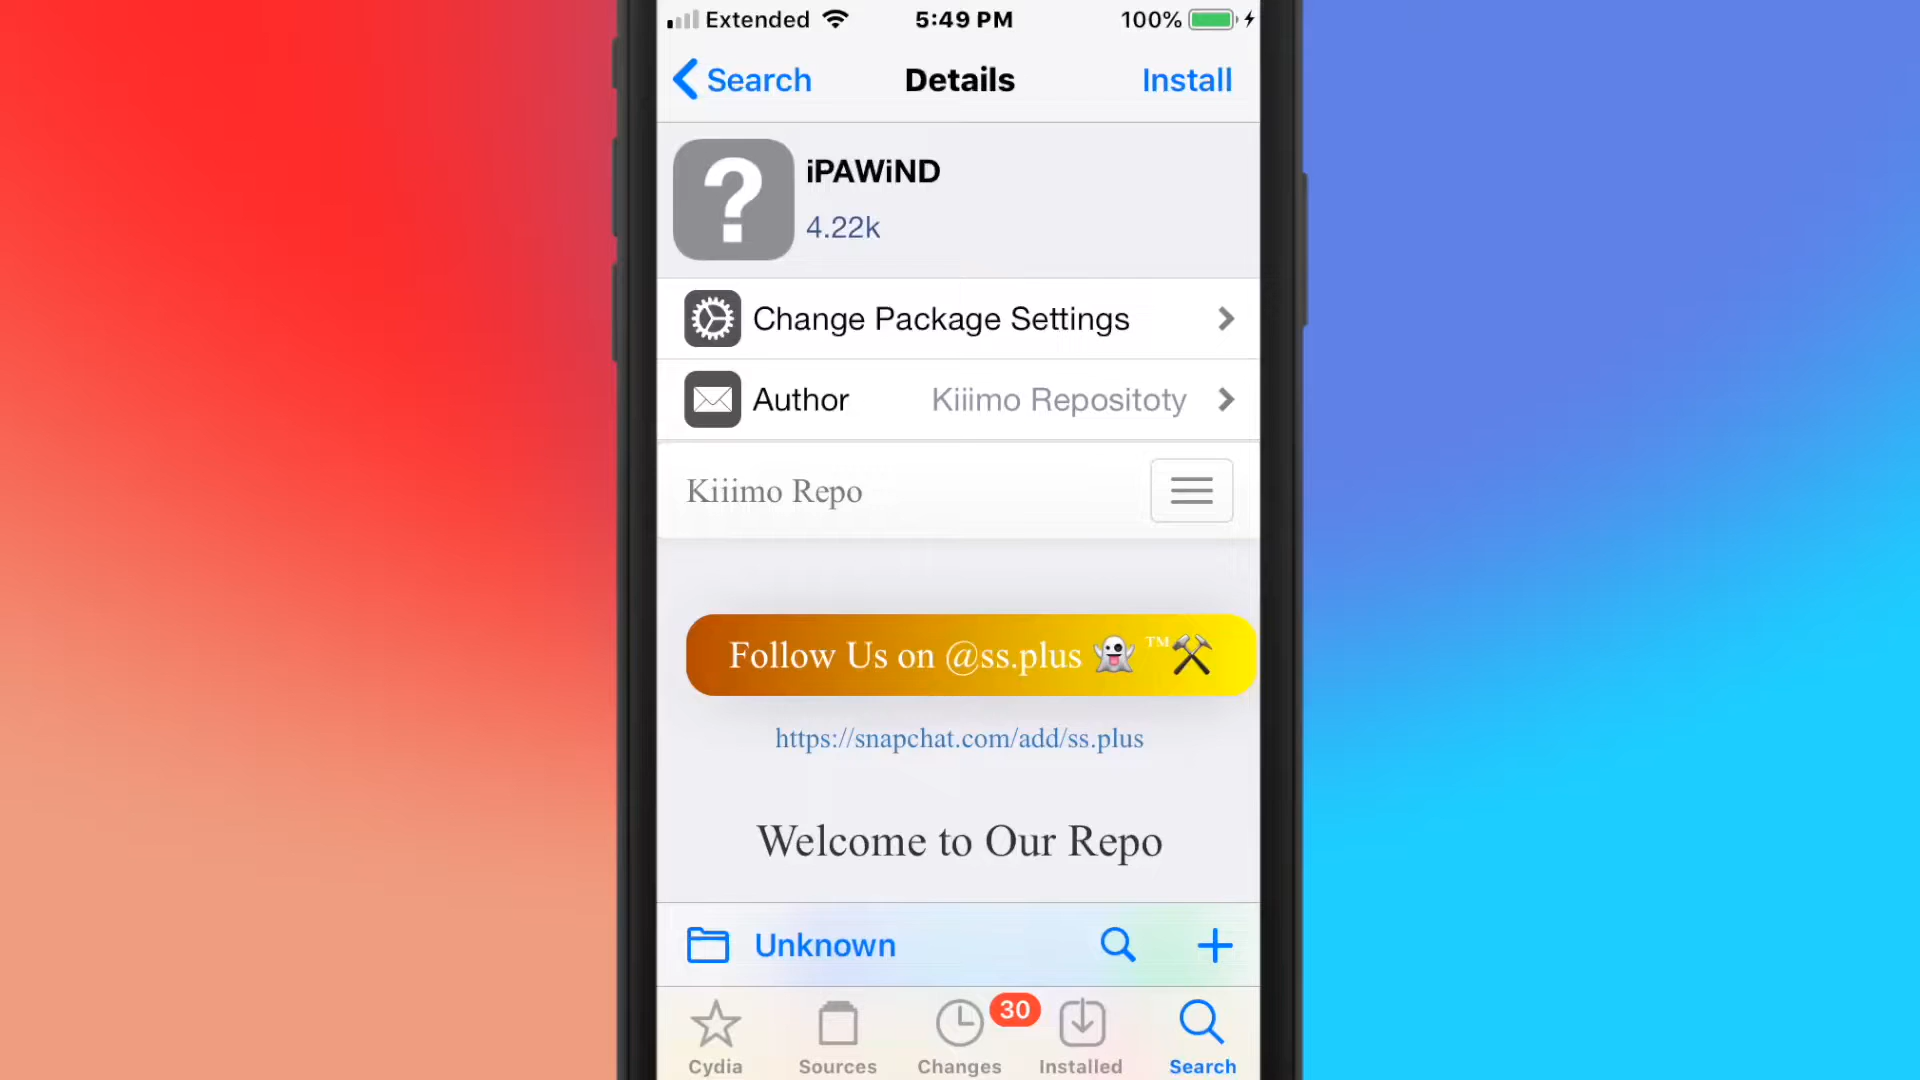 Extended 5:49 PM 100%
Search Details Install
iPAWiND
4.22k
Change Package Settings
Author Kiiimo Repositoty
Kiiimo Repo
Follow Us on @ss.plus 👻 ™⚒
https://snapchat.com/add/ss.plus
Welcome to Our Repo
Unknown
30
Cydia Sources Changes Installed Search